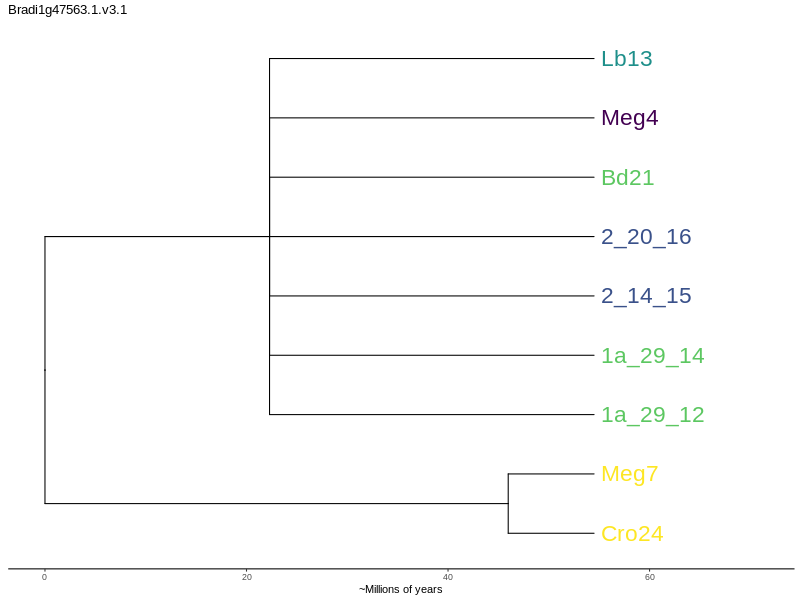 Bradi1g47563.1.v3.1
Lb13
Meg4
Bd21
2_20_16
2_14_15
1a_29_14
1a_29_12
Meg7
Cro24
0 20 40 60
~Millions of years